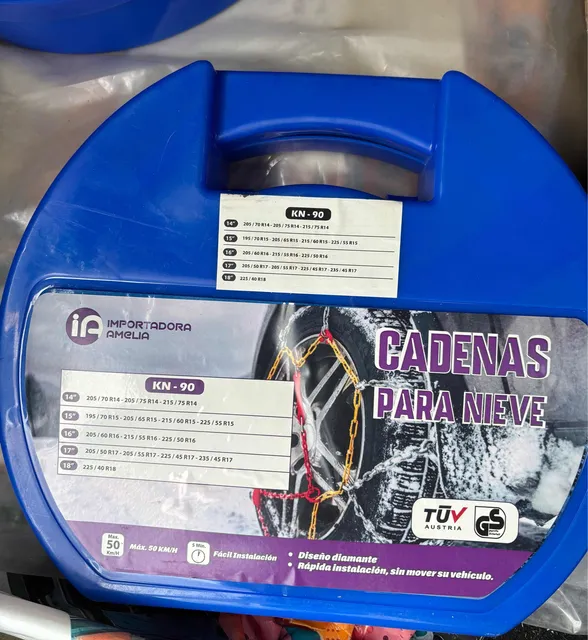 KN - 90
14" 205 / 70 R14 - 205 / 75 R14 - 215 / 75 R14
15" 195 / 70 R15 - 205 / 65 R15 - 215 / 60 R15 - 225 / 55 R15
16" 205 / 60 R16 - 215 / 55 R16 - 225 / 50 R16
17" 205 / 50 R17 - 205 / 55 R17 - 225 / 45 R17 - 235 / 45 R17
18" 225 / 40 R18
iA IMPORTADORA
AMELIA
CADENAS
PARA NIEVE
KN - 90
14" 205 / 70 R14 - 205 / 75 R14 - 215 / 75 R14
15" 195 / 70 R15 - 205 / 65 R15 - 215 / 60 R15 - 225 / 55 R15
16" 205 / 60 R16 - 215 / 55 R16 - 225 / 50 R16
17" 205 / 50 R17 - 205 / 55 R17 - 225 / 45 R17 - 235 / 45 R17
18" 225 / 40 R18
TÜV
AUSTRIA
GS
Max.
50
Km/H
Máx. 50 KM/H
5 Min.
Fácil Instalación
• Diseño diamante
• Rápida instalación, sin mover su vehículo.